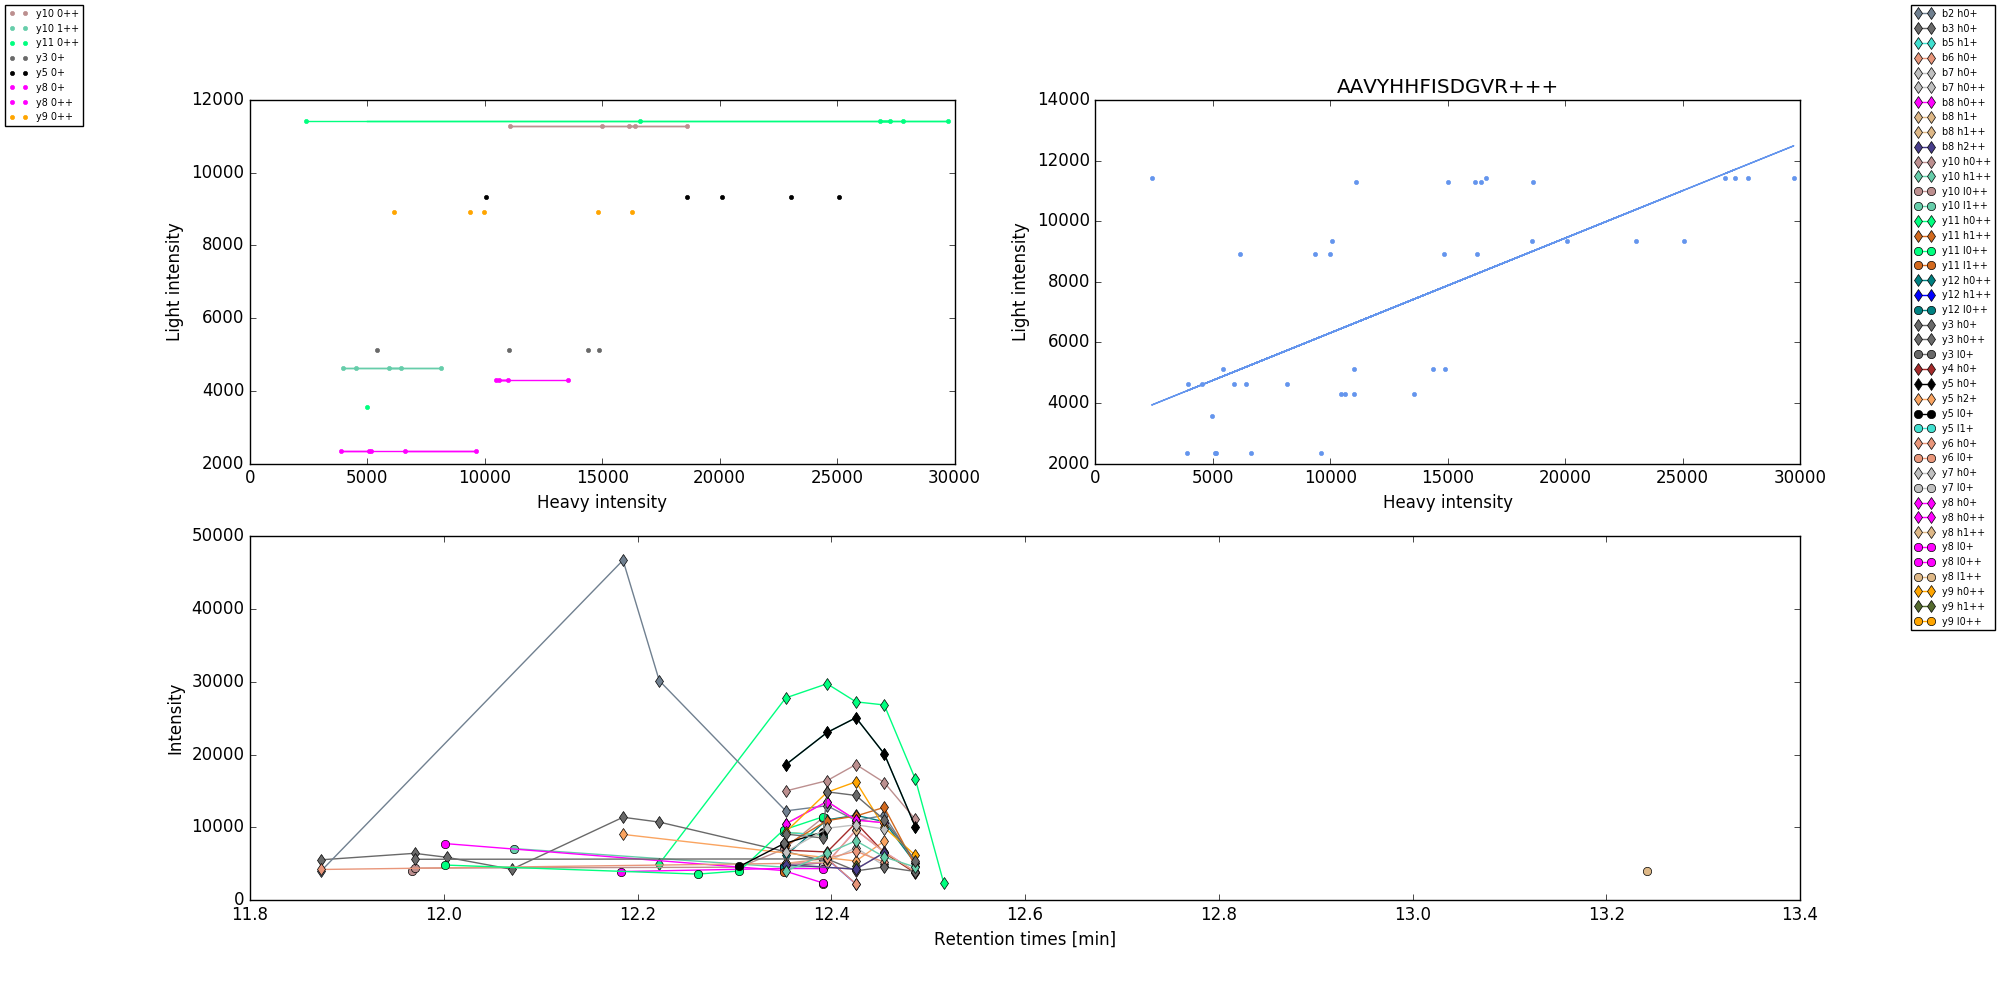 y10 0++
y10 1++
y11 0++
y3 0+
y5 0+
y8 0+
y8 0++
y9 0++
12000
10000
8000
6000
4000
2000
Light intensity
0 5000 10000 15000 20000 25000 30000
Heavy intensity
AAVYHHFISDGVR+++
14000
12000
10000
8000
6000
4000
2000
Light intensity
0 5000 10000 15000 20000 25000 30000
Heavy intensity
50000
40000
30000
20000
10000
0
Intensity
11.8 12.0 12.2 12.4 12.6 12.8 13.0 13.2 13.4
Retention times [min]
b2 h0+
b3 h0+
b5 h1+
b6 h0+
b7 h0+
b7 h0++
b8 h0++
b8 h1+
b8 h1++
b8 h2++
y10 h0++
y10 h1++
y10 l0++
y10 l1++
y11 h0++
y11 h1++
y11 l0++
y11 l1++
y12 h0++
y12 h1++
y12 l0++
y3 h0+
y3 h0++
y3 l0+
y4 h0+
y5 h0+
y5 h2+
y5 l0+
y5 l1+
y6 h0+
y6 l0+
y7 h0+
y7 l0+
y8 h0+
y8 h0++
y8 h1++
y8 l0+
y8 l0++
y8 l1++
y9 h0++
y9 h1++
y9 l0++